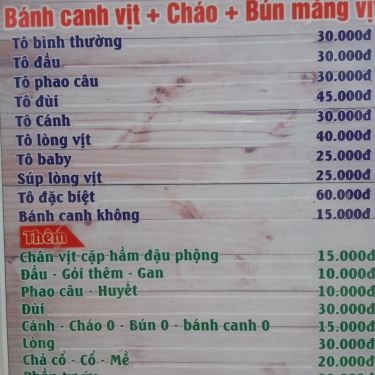 Bánh canh vịt + Cháo + Bún măng vị
Tô bình thường 30.000đ
Tô đầu 30.000đ
Tô phao câu 30.000đ
Tô đùi 45.000đ
Tô Cánh 30.000đ
Tô lòng vịt 40.000đ
Tô baby 25.000đ
Súp lòng vịt 25.000đ
Tô đặc biệt 60.000đ
Bánh canh không 15.000đ
Thêm
Chân vịt cặp hầm đậu phộng 15.000đ
Đầu - Gỏi thêm - Gan 10.000đ
Phao câu - Huyết 10.000đ
Đùi 30.000đ
Cánh - Cháo 0 - Bún 0 - bánh canh 0 15.000đ
Lòng 30.000đ
Chả cổ - Cổ - Mề 20.000đ